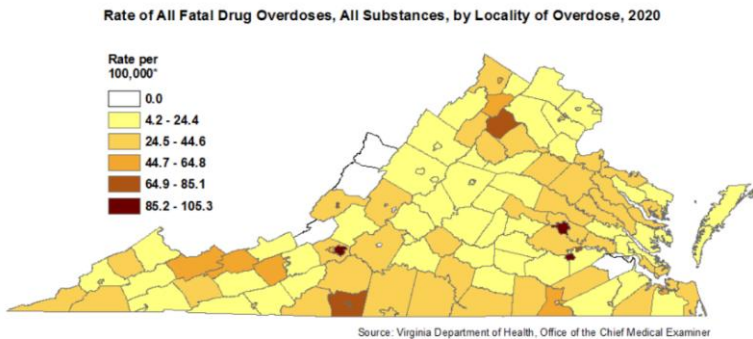 Rate of All Fatal Drug Overdoses, All Substances, by Locality of Overdose, 2020
Rate per
100,000*
0.0
4.2 - 24.4
24.5 - 44.6
44.7 - 64.8
64.9 - 85.1
85.2 - 105.3
Source: Virginia Department of Health, Office of the Chief Medical Examiner